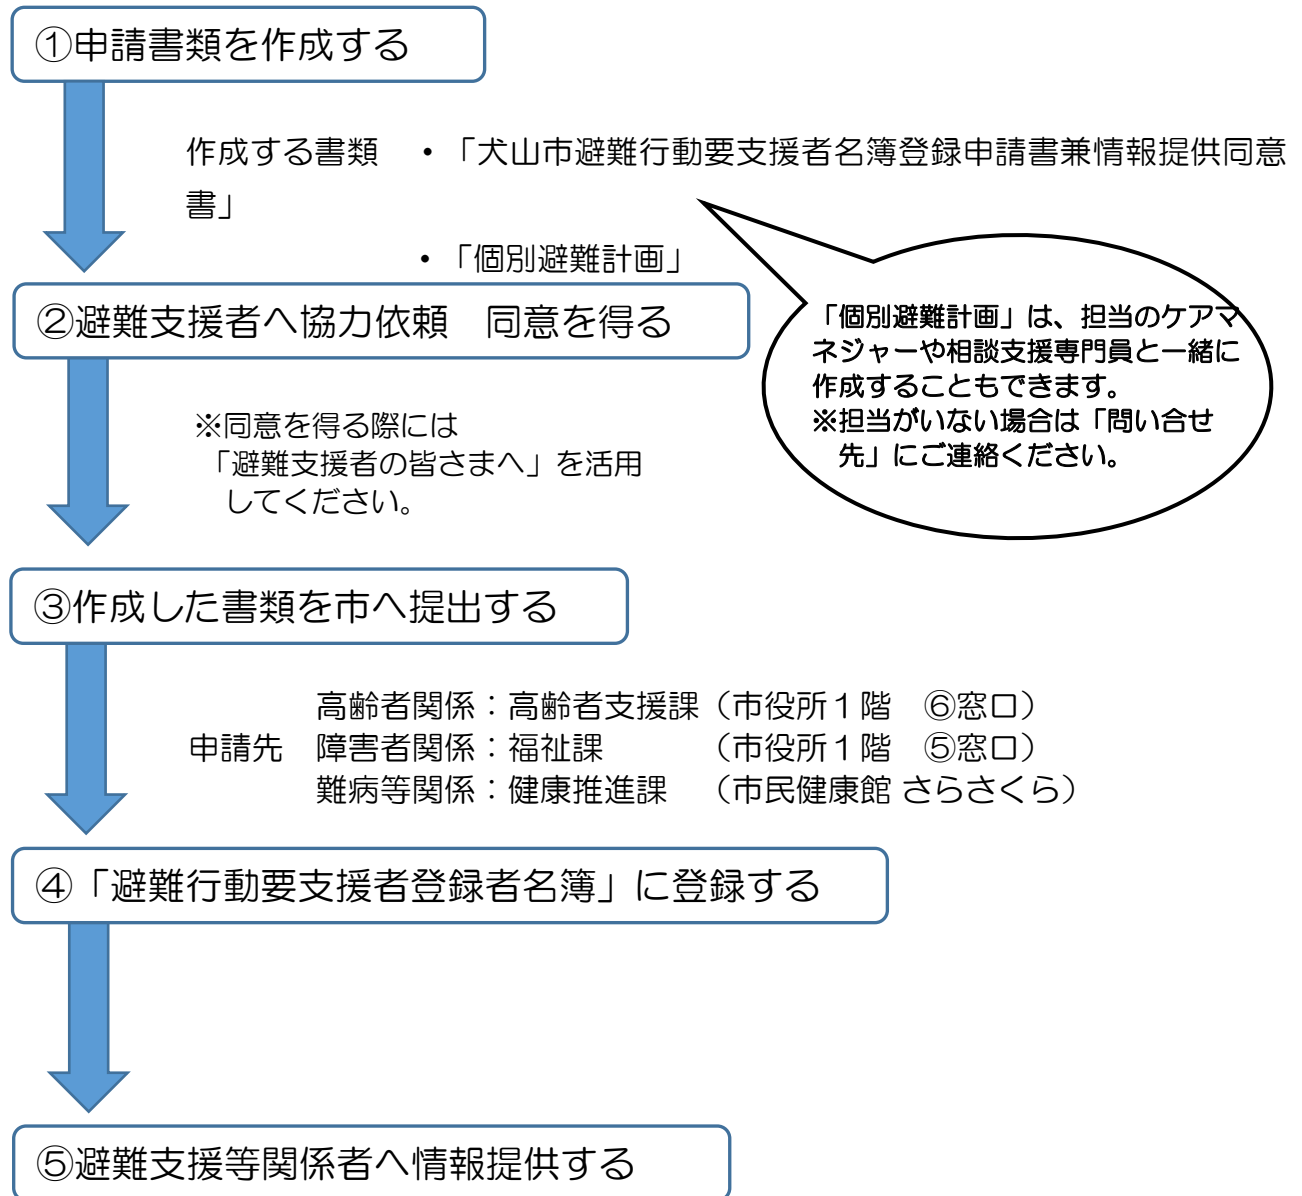 ①申請書類を作成する
作成する書類　・「犬山市避難行動要支援者名簿登録申請書兼情報提供同意
書」
・「個別避難計画」
②避難支援者へ協力依頼　同意を得る
「個別避難計画」は、担当のケアマ
ネジャーや相談支援専門員と一緒に
作成することもできます。
※担当がいない場合は「問い合せ
先」にご連絡ください。
※同意を得る際には
「避難支援者の皆さまへ」を活用
してください。
③作成した書類を市へ提出する
高齢者関係：高齢者支援課（市役所１階　⑥窓口）
申請先　障害者関係：福祉課　　　（市役所１階　⑤窓口）
難病等関係：健康推進課　（市民健康館 さらさくら）
④「避難行動要支援者登録者名簿」に登録する
⑤避難支援等関係者へ情報提供する